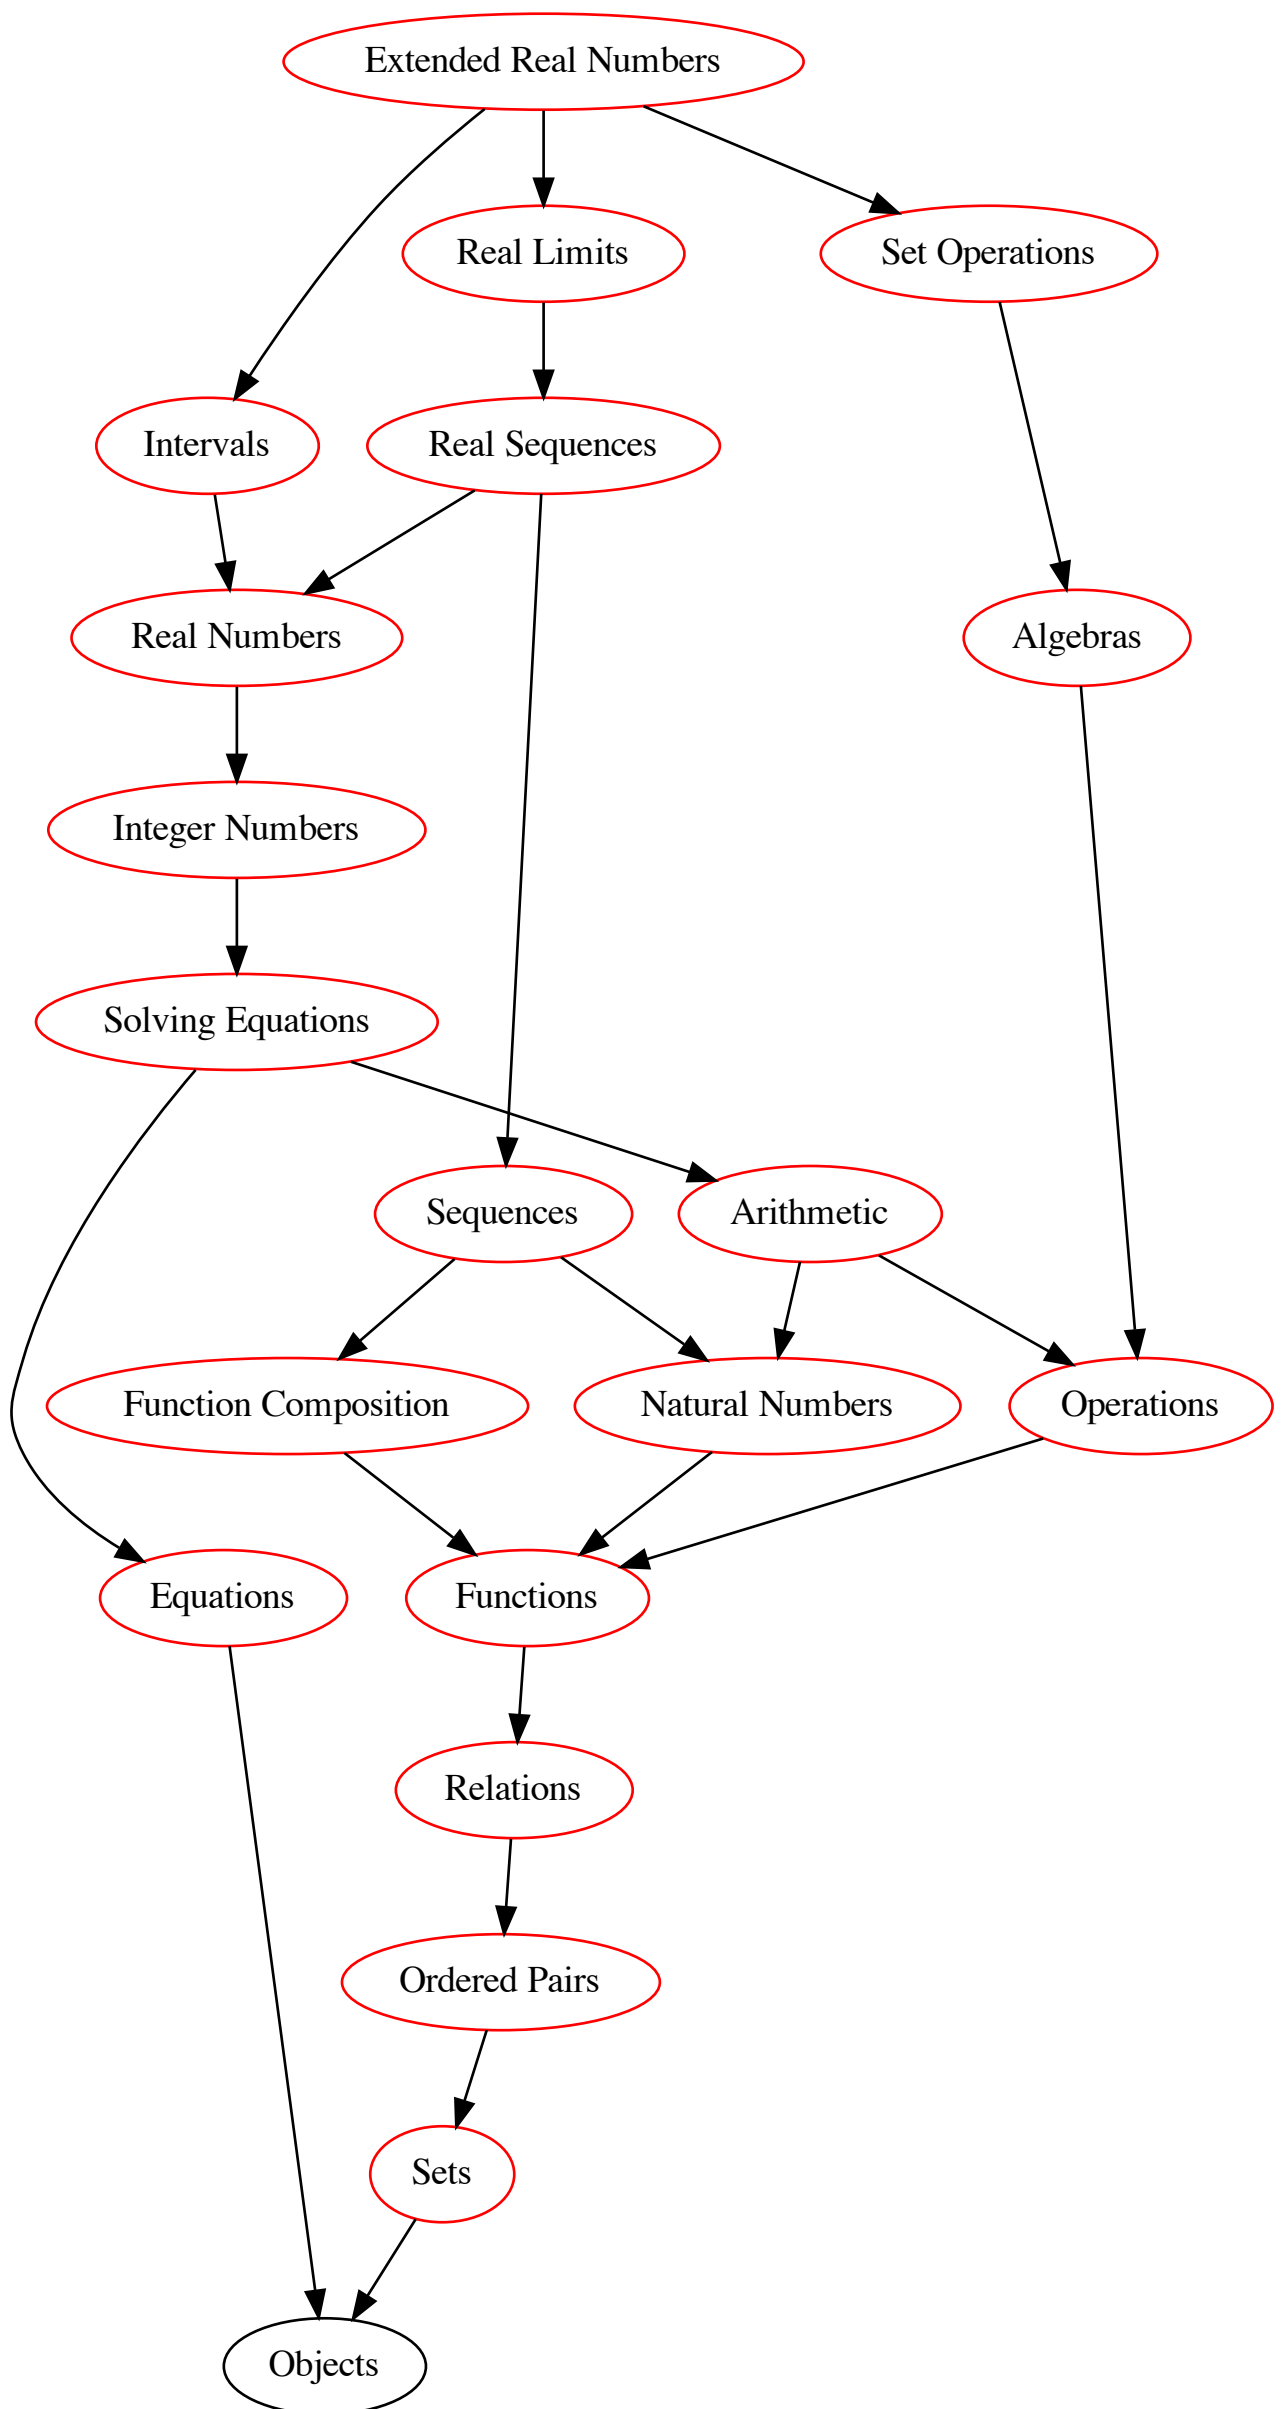 Extended Real Numbers
Real Limits
Set Operations
Intervals
Real Sequences
Real Numbers
Algebras
Integer Numbers
Solving Equations
Sequences
Arithmetic
Function Composition
Natural Numbers
Operations
Equations
Functions
Relations
Ordered Pairs
Sets
Objects